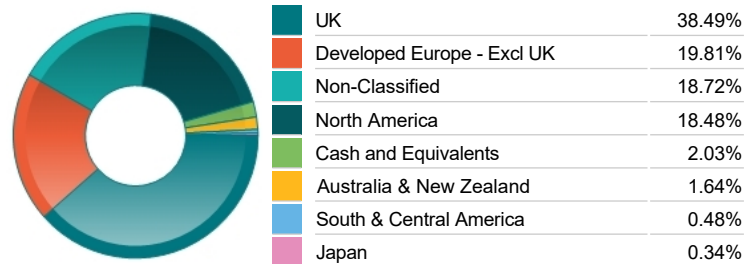 UK 38.49%
Developed Europe - Excl UK 19.81%
Non-Classified 18.72%
North America 18.48%
Cash and Equivalents 2.03%
Australia & New Zealand 1.64%
South & Central America 0.48%
Japan 0.34%